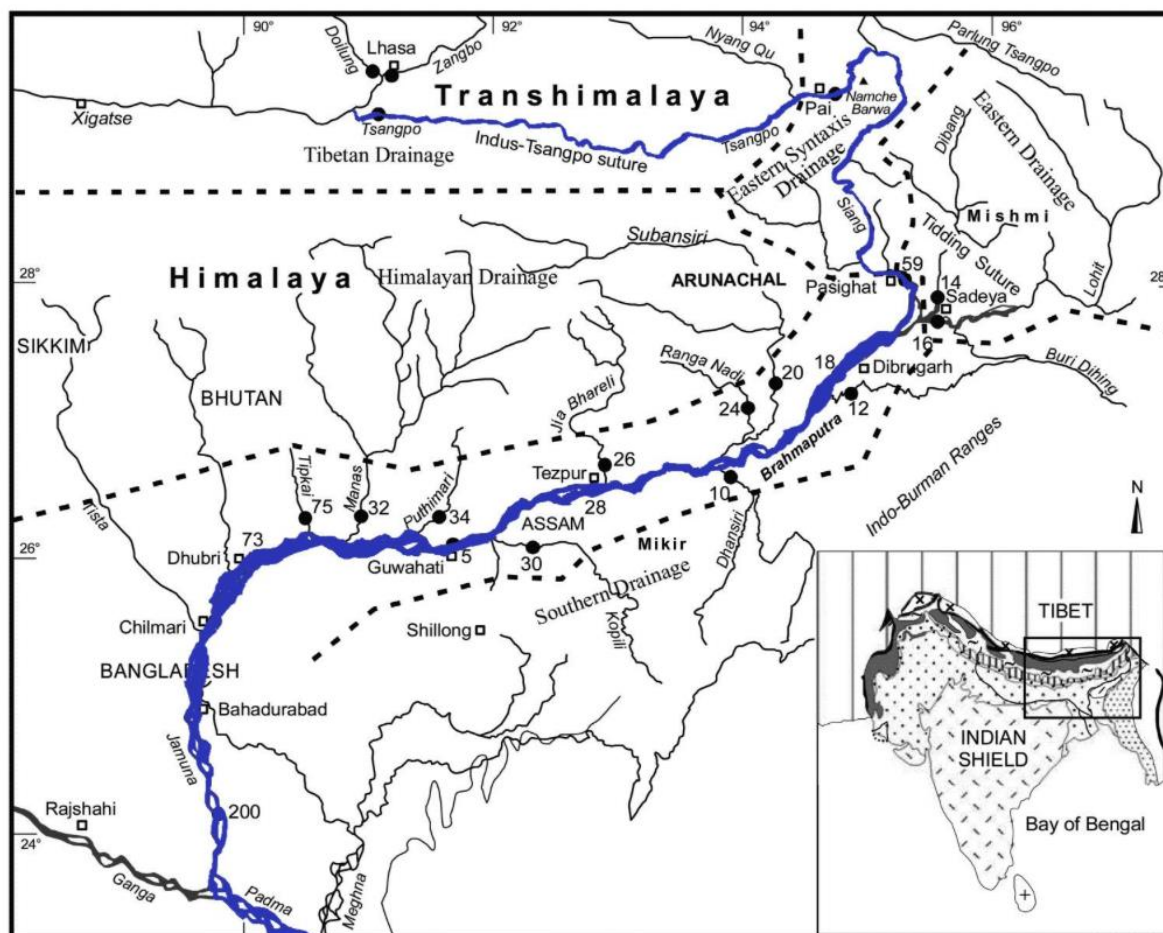 90
92
94
96
Doilung
Lhasa
Zangbo
Nyang Qu
Parlung Tsangpo
Transhimalaya
Xigatse
Tsangpo
Indus-Tsangpo suture
Tsangpo
Pai
Namche
Barwa
Tibetan Drainage
Eastern Syntaxis
Drainage
Dibang
Eastern Drainage
Siang
Mishmi
Tidding Suture
Subansiri
Himalaya
Himalayan Drainage
ARUNACHAL
28°
Pasighat
59
14
Sadeya
Lohit
28
16
SIKKIM
Ranga Nadi
20
18
Dibrugarh
Buri Dihing
BHUTAN
Jia Bhareli
24
12
Brahmaputra
Indo-Burman Ranges
Tista
Tipkai
75
Manas
32
Puthimari
34
Tezpur
26
28
10
N
26°
Dhubri
73
Guwahati
5
ASSAM
30
Mikir
Dhansiri
Southern Drainage
Kopili
Chilmari
Shillong
BANGLADESH
Bahadurabad
Jamuna
200
Rajshahi
24°
Ganga
Padma
Meghna
TIBET
INDIAN
SHIELD
Bay of Bengal